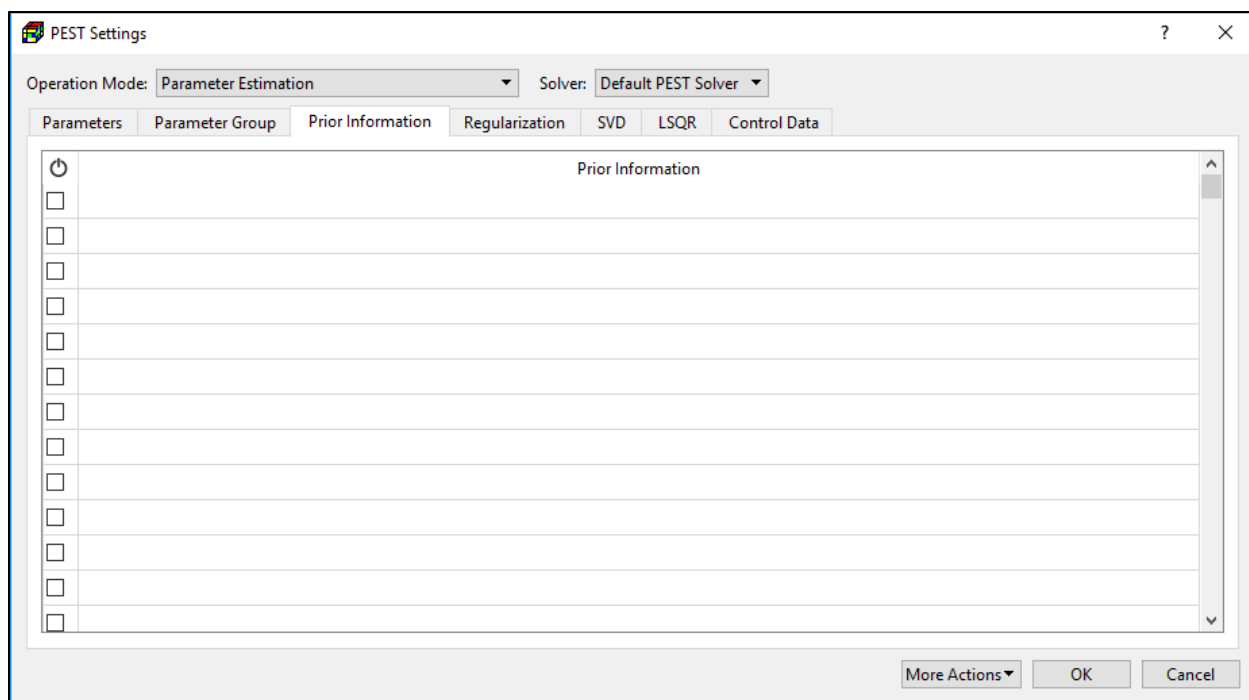 PEST Settings
?
Operation Mode: Parameter Estimation Solver: Default PEST Solver
Parameters Parameter Group Prior Information Regularization SVD LSQR Control Data
Prior Information
More Actions OK Cancel